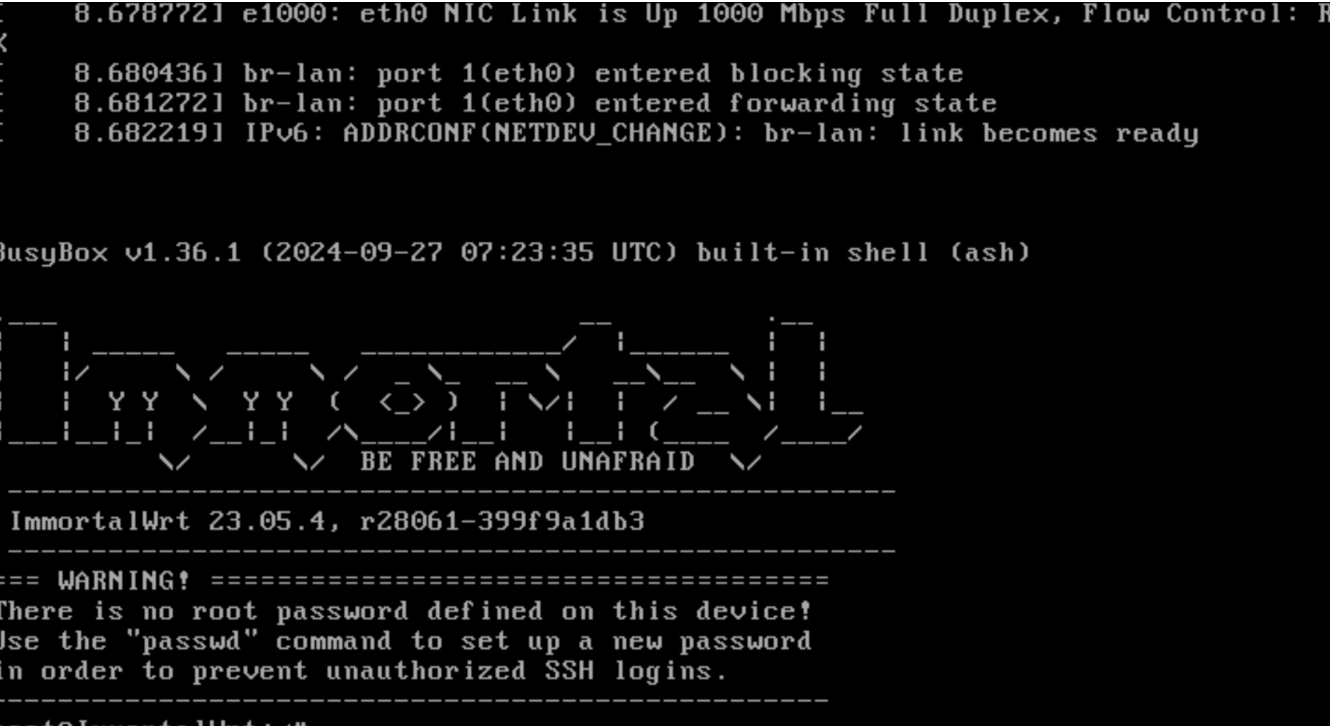 8.678772] e1000: eth0 NIC Link is Up 1000 Mbps Full Duplex, Flow Control: R
X
[ 8.680436] br-lan: port 1(eth0) entered blocking state
[ 8.681272] br-lan: port 1(eth0) entered forwarding state
[ 8.682219] IPv6: ADDRCONF(NETDEV_CHANGE): br-lan: link becomes ready
BusyBox v1.36.1 (2024-09-27 07:23:35 UTC) built-in shell (ash)
Immortal
BE FREE AND UNAFRAID
ImmortalWrt 23.05.4, r28061-399f9a1db3
=== WARNING! =====================================
There is no root password defined on this device!
Use the "passwd" command to set up a new password
in order to prevent unauthorized SSH logins.
root@ImmortalWrt:/#